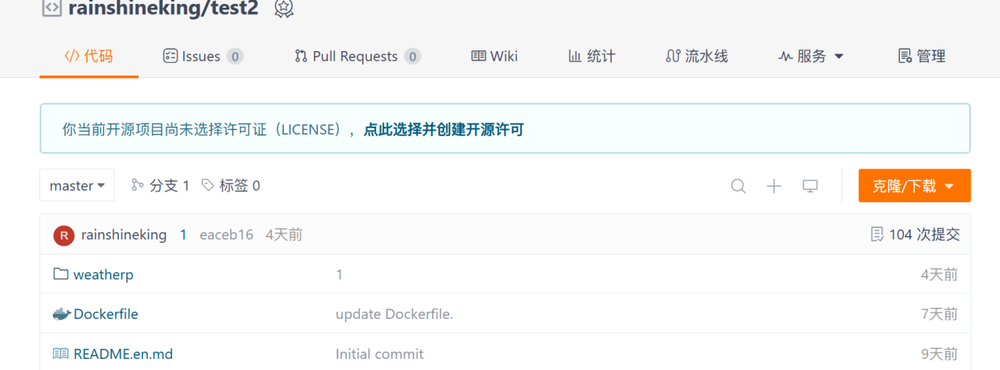 rainshineking/test2
代码 Issues 0 Pull Requests 0 Wiki 统计 流水线 服务 管理
你当前开源项目尚未选择许可证（LICENSE），点此选择并创建开源许可
master 分支 1 标签 0 克隆/下载
R rainshineking 1 eaceb16 4天前 104 次提交
weatherp 1 4天前
Dockerfile update Dockerfile. 7天前
README.en.md Initial commit 9天前